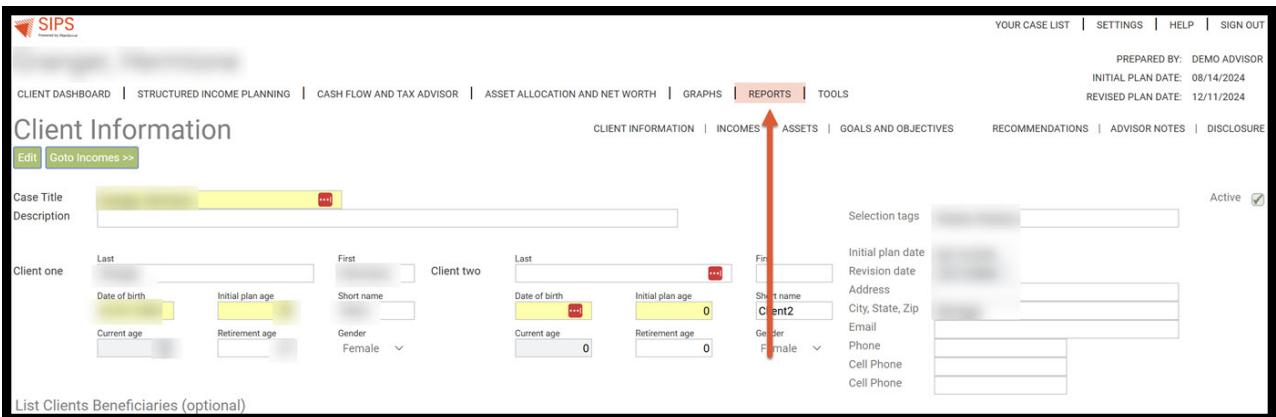 SIPS
YOUR CASE LIST | SETTINGS | HELP | SIGN OUT
PREPARED BY: DEMO ADVISOR
INITIAL PLAN DATE: 08/14/2024
REVISED PLAN DATE: 12/11/2024
CLIENT DASHBOARD | STRUCTURED INCOME PLANNING | CASH FLOW AND TAX ADVISOR | ASSET ALLOCATION AND NET WORTH | GRAPHS | REPORTS | TOOLS
Client Information
CLIENT INFORMATION | INCOMES ASSETS | GOALS AND OBJECTIVES RECOMMENDATIONS | ADVISOR NOTES | DISCLOSURE
Edit Goto Incomes >>
Case Title Active
Description Selection tags
Last First Last Initial plan date
Client one Client two Revision date
Date of birth Initial plan age Short name Date of birth Initial plan age Short name Address
0 Client2 City, State, Zip
Current age Retirement age Gender Current age Retirement age Email
Female 0 0 Phone
Cell Phone
Cell Phone
List Clients Beneficiaries (optional)